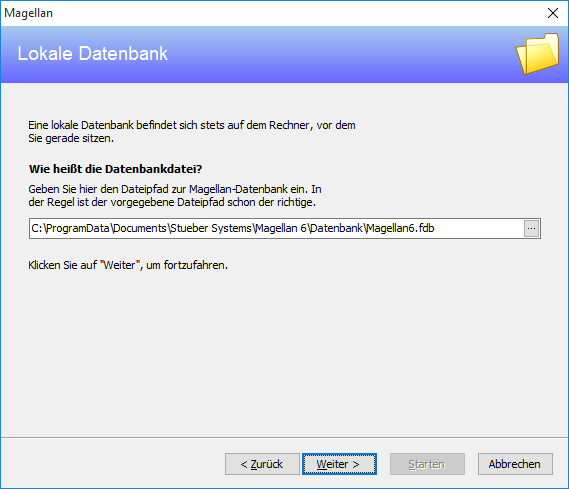 Magellan
Lokale Datenbank
Eine lokale Datenbank befindet sich stets auf dem Rechner, vor dem
Sie gerade sitzen.
Wie heißt die Datenbankdatei?
Geben Sie hier den Dateipfad zur Magellan-Datenbank ein. In
der Regel ist der vorgegebene Dateipfad schon der richtige.
C:\ProgramData\Documents\Stueber Systems\Magellan 6\Datenbank\Magellan6.fdb ...
Klicken Sie auf "Weiter", um fortzufahren.
< Zurück Weiter > Starten Abbrechen